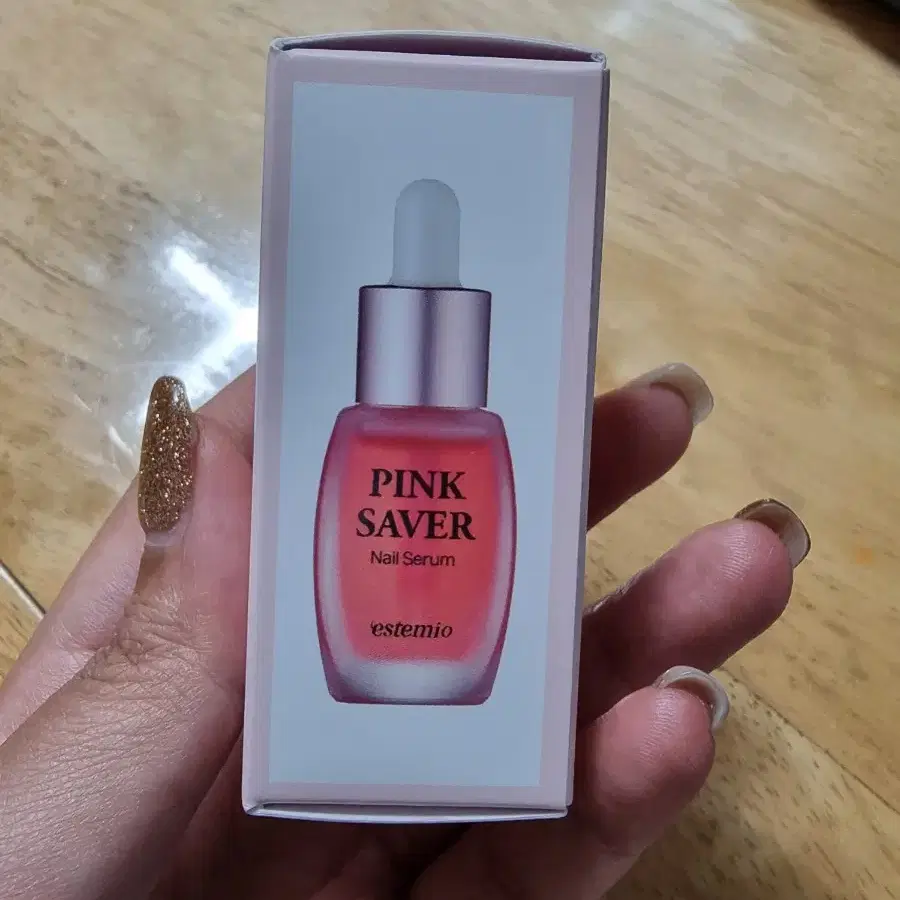 PINK
SAVER
Nail Serum
estemio